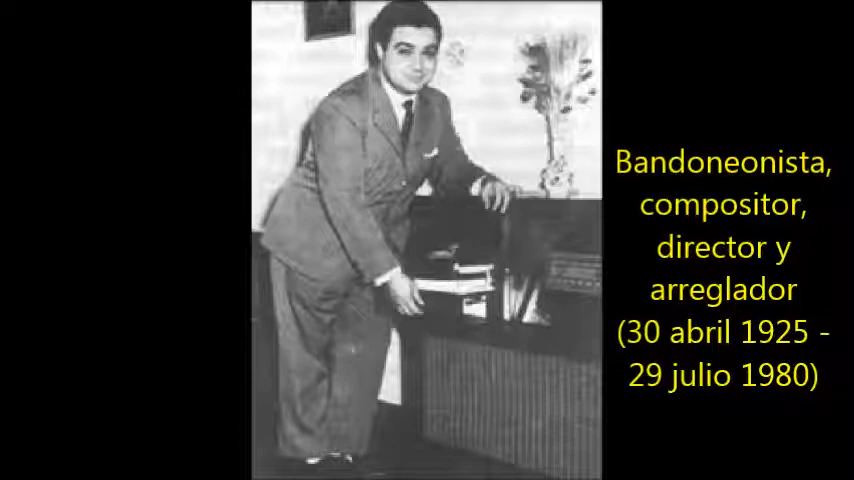 Bandoneonista,
compositor,
director y
arreglador
(30 abril 1925 -
29 julio 1980)